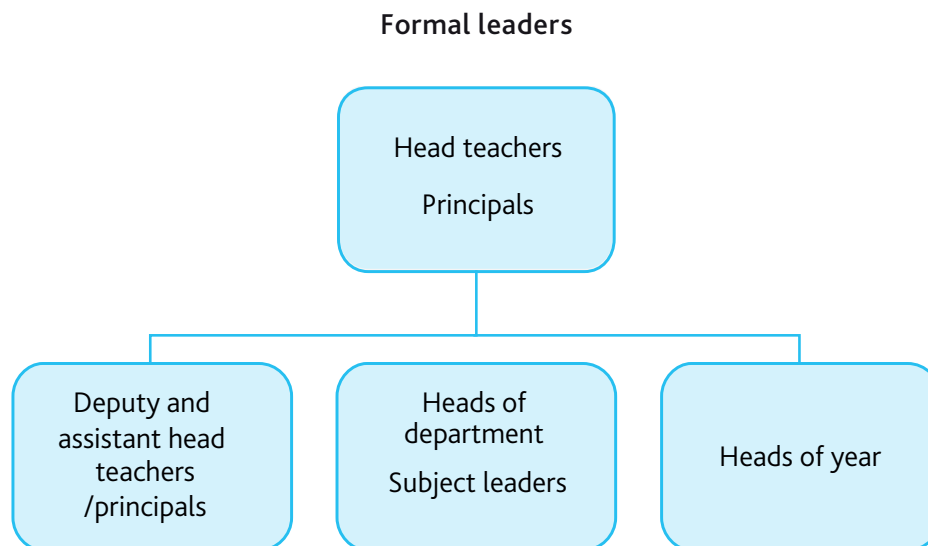 Formal leaders
Head teachers
Principals
Deputy and
assistant head
teachers
/principals
Heads of
department
Subject leaders
Heads of year